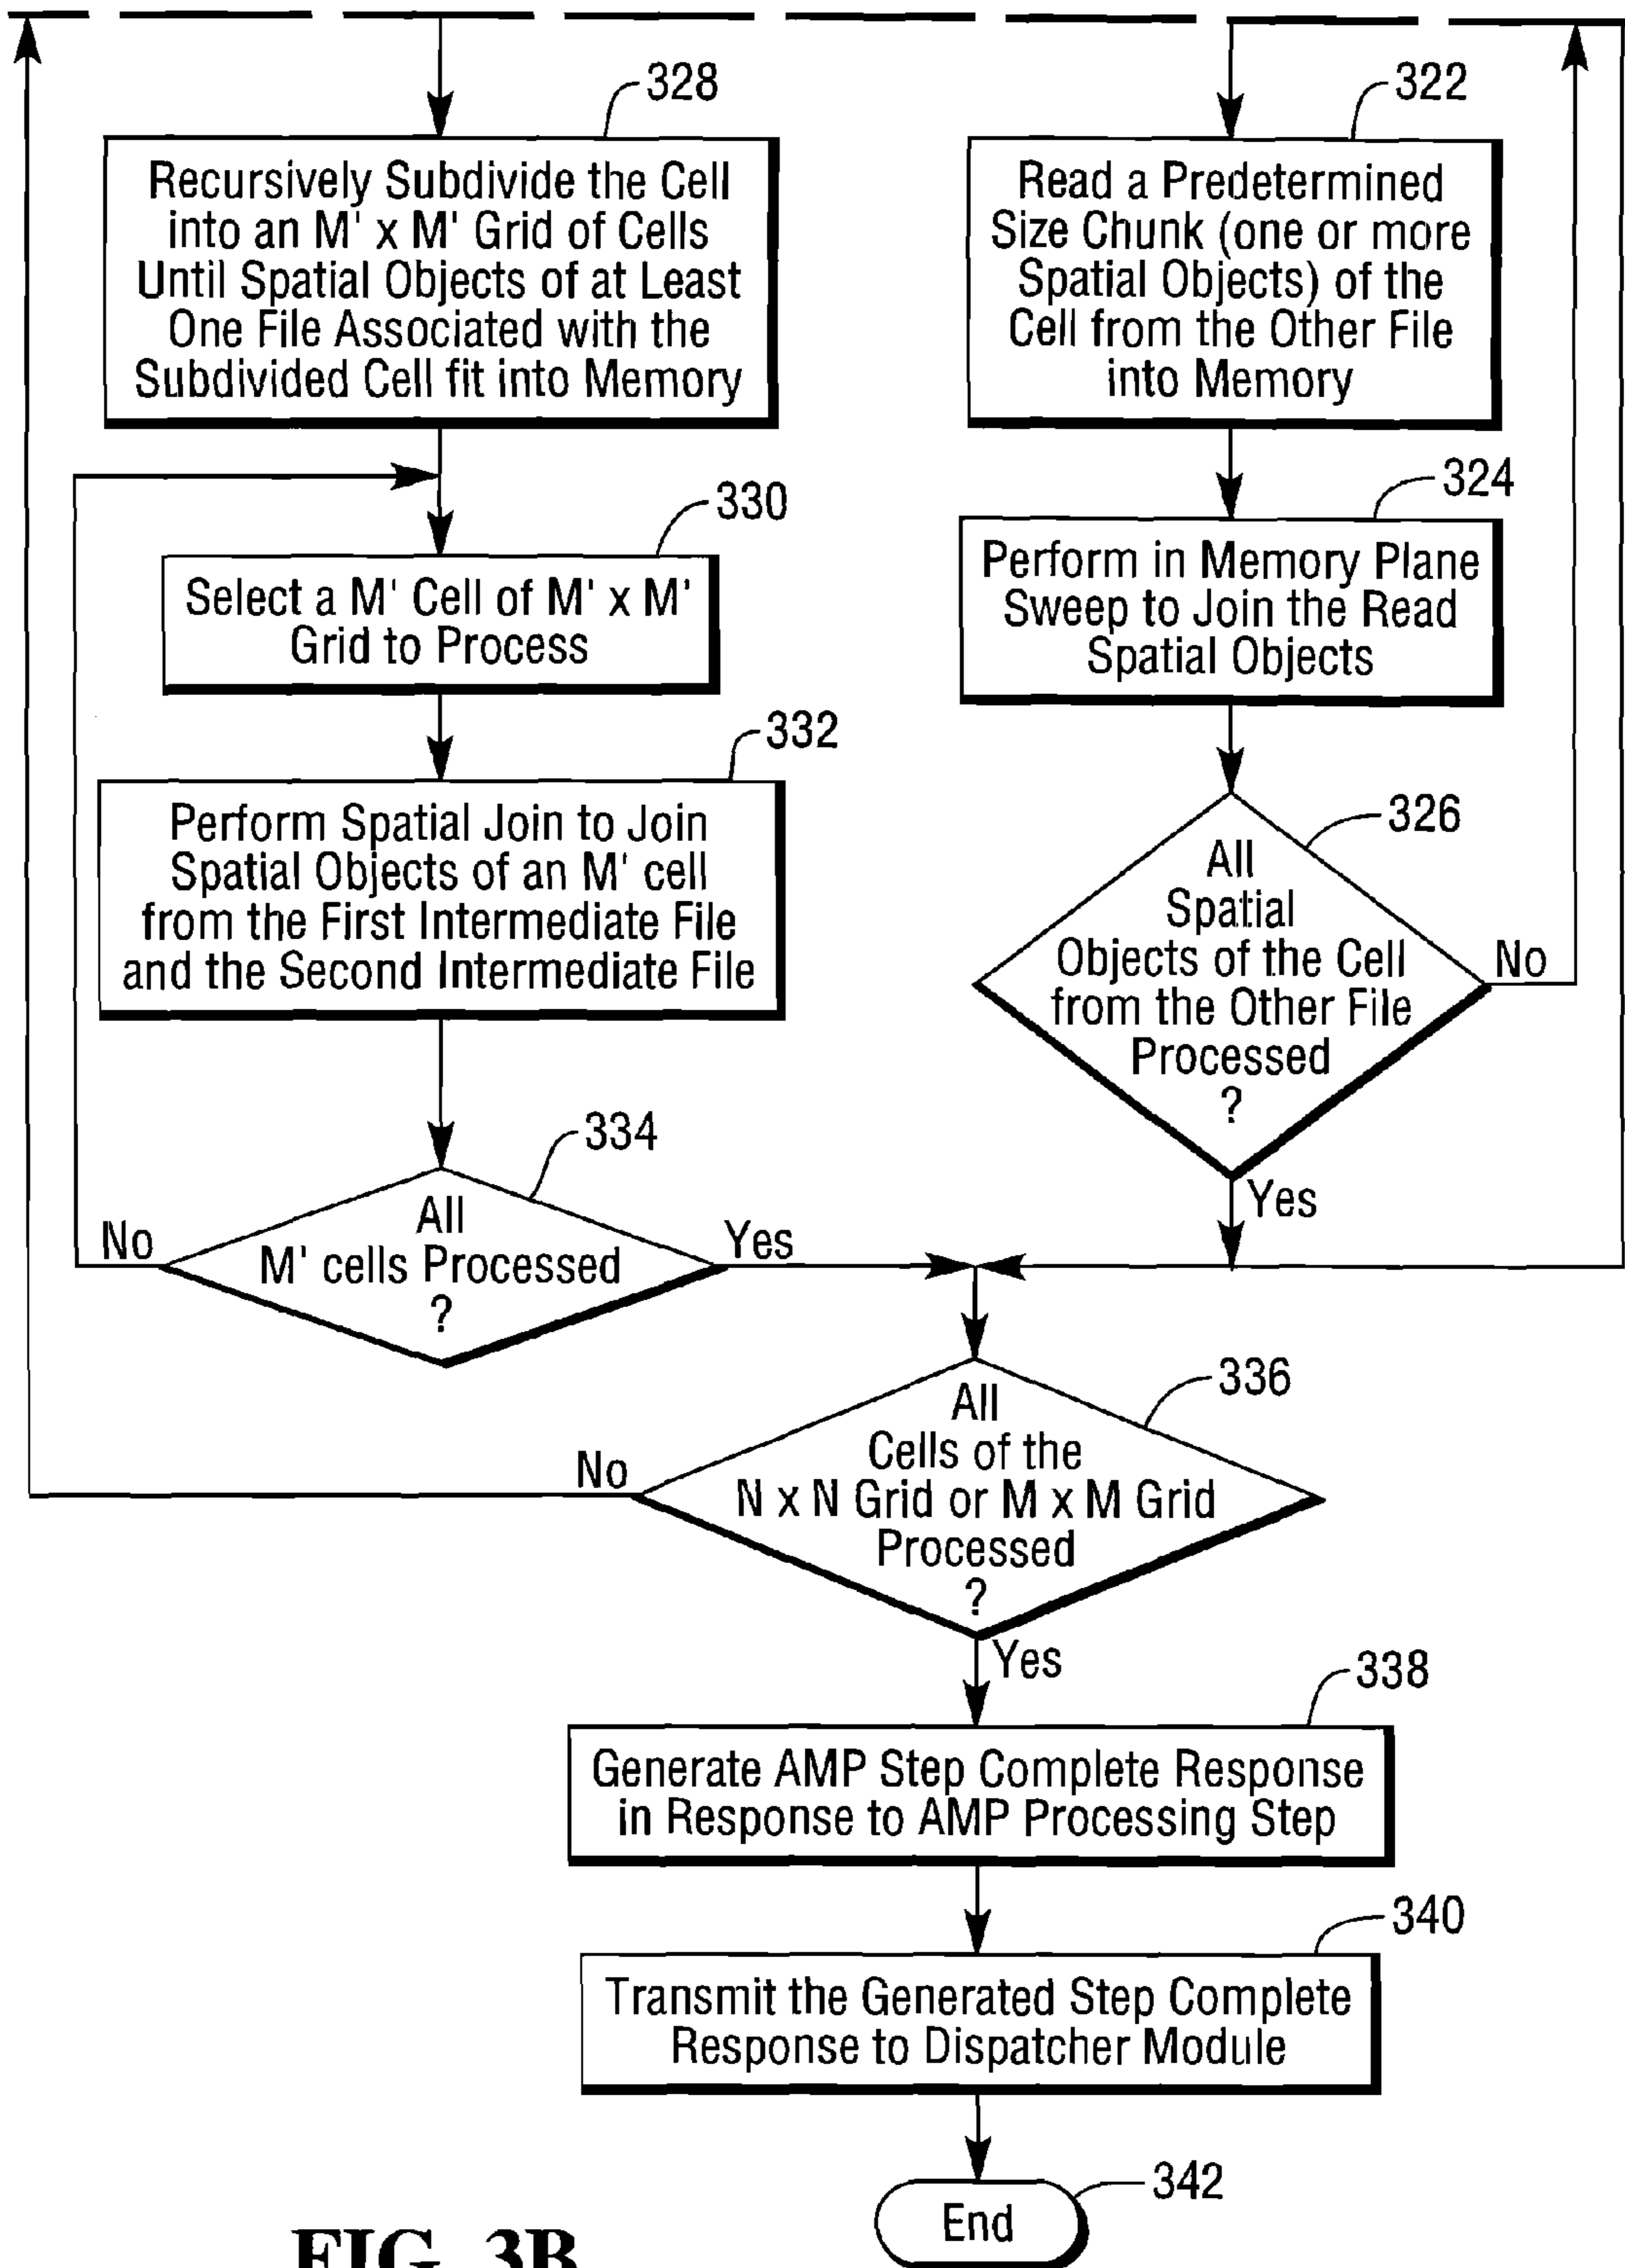 328
Recursively Subdivide the Cell
into an M' x M' Grid of Cells
Until Spatial Objects of at Least
One File Associated with the
Subdivided Cell fit into Memory
330
Select a M' Cell of M' x M'
Grid to Process
332
Perform Spatial Join to Join
Spatial Objects of an M' cell
from the First Intermediate File
and the Second Intermediate File
334
All
M' cells Processed
?
No
Yes
322
Read a Predetermined
Size Chunk (one or more
Spatial Objects) of the
Cell from the Other File
into Memory
324
Perform in Memory Plane
Sweep to Join the Read
Spatial Objects
326
All
Spatial
Objects of the Cell
from the Other File
Processed
?
No
Yes
336
All
Cells of the
N x N Grid or M x M Grid
Processed
?
No
Yes
338
Generate AMP Step Complete Response
in Response to AMP Processing Step
340
Transmit the Generated Step Complete
Response to Dispatcher Module
342
End
FIG. 3B